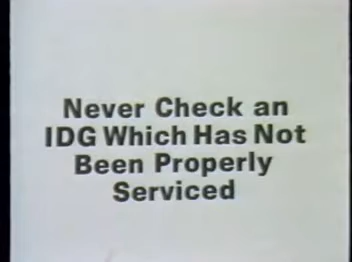 Never Check an
IDG Which Has Not
Been Properly
Serviced